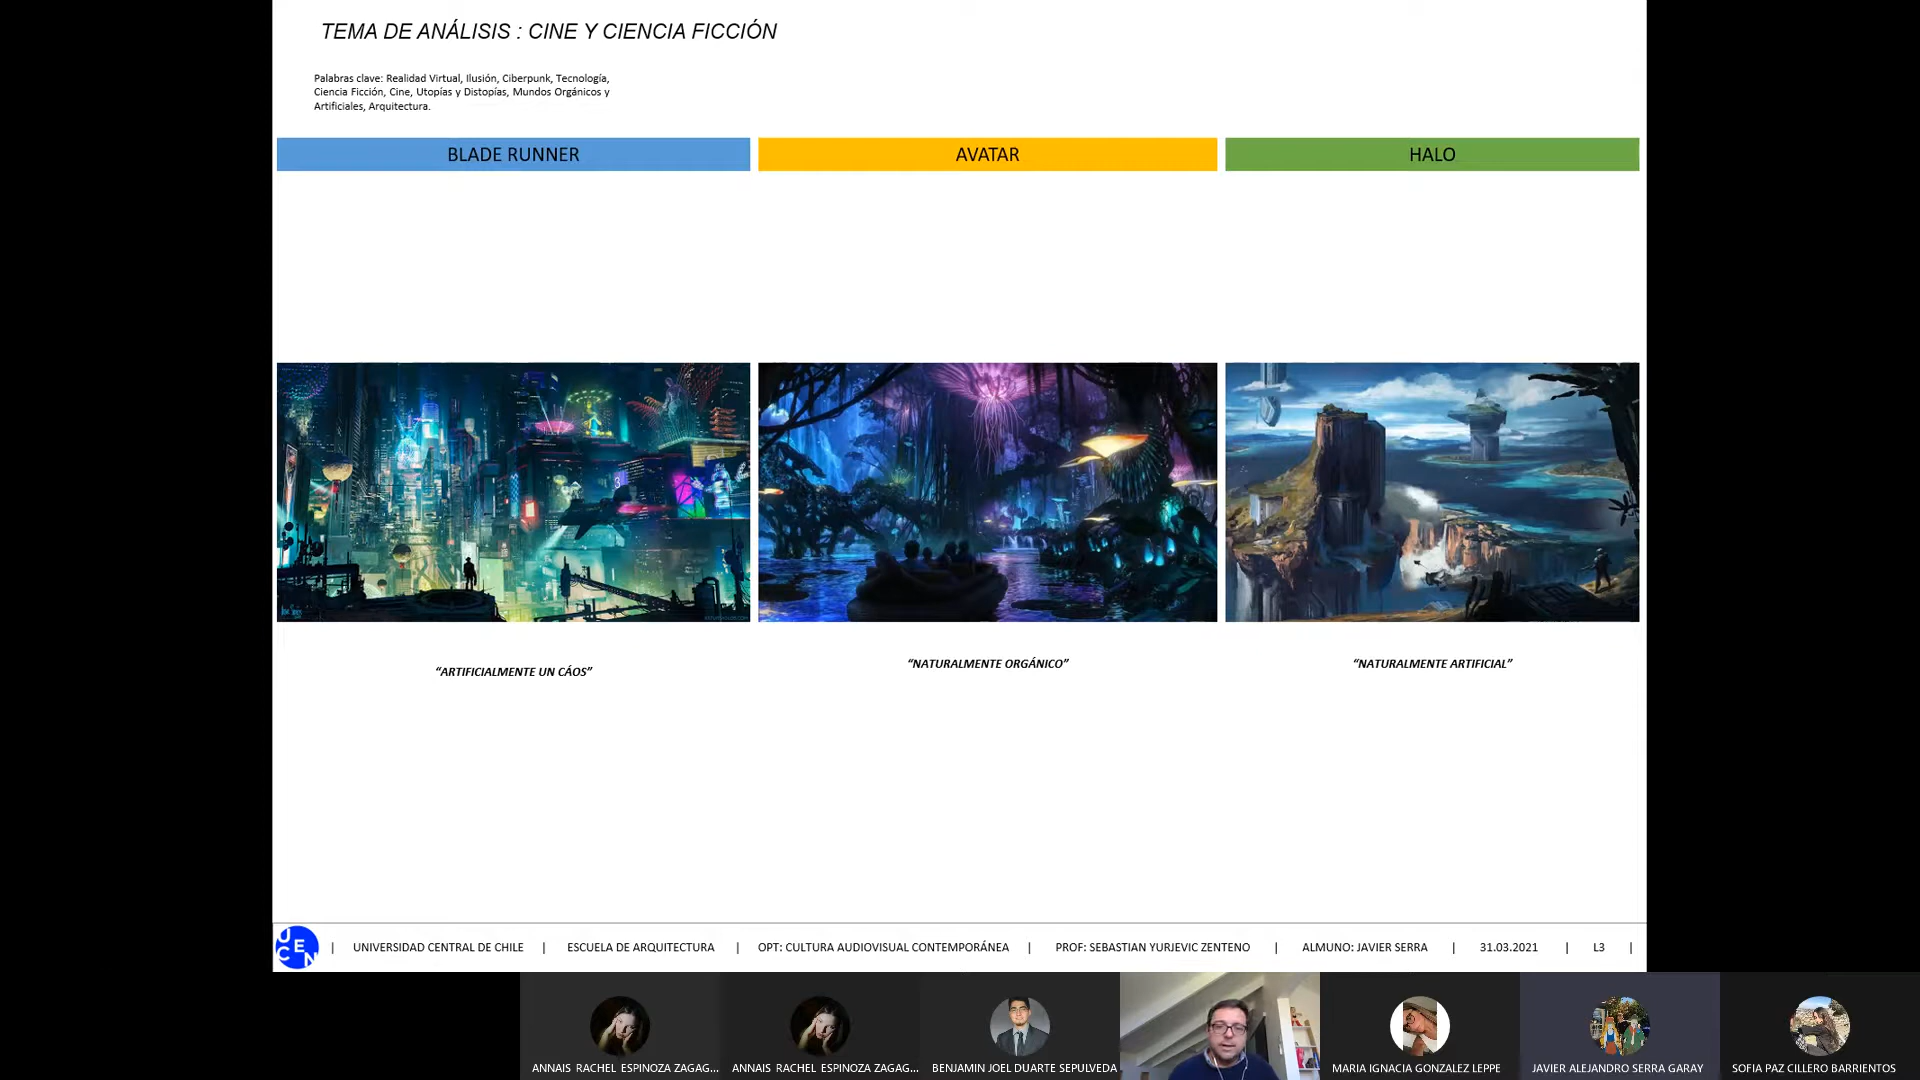 TEMA DE ANÁLISIS : CINE Y CIENCIA FICCIÓN
Palabras clave: Realidad Virtual, Ilusión, Ciberpunk, Tecnología,
Ciencia Ficción, Cine, Utopías y Distopías, Mundos Orgánicos y
Artificiales, Arquitectura.
BLADE RUNNER
AVATAR
HALO
3
“ARTIFICIALMENTE UN CÁOS”
“NATURALMENTE ORGÁNICO”
“NATURALMENTE ARTIFICIAL”
UCEN
| UNIVERSIDAD CENTRAL DE CHILE | ESCUELA DE ARQUITECTURA | OPT: CULTURA AUDIOVISUAL CONTEMPORÁNEA | PROF: SEBASTIAN YURJEVIC ZENTENO | ALMUNO: JAVIER SERRA | 31.03.2021 | L3 |
ANNAIS RACHEL ESPINOZA ZAGAG...
ANNAIS RACHEL ESPINOZA ZAGAG...
BENJAMIN JOEL DUARTE SEPULVEDA
MARIA IGNACIA GONZALEZ LEPPE
JAVIER ALEJANDRO SERRA GARAY
SOFIA PAZ CILLERO BARRIENTOS